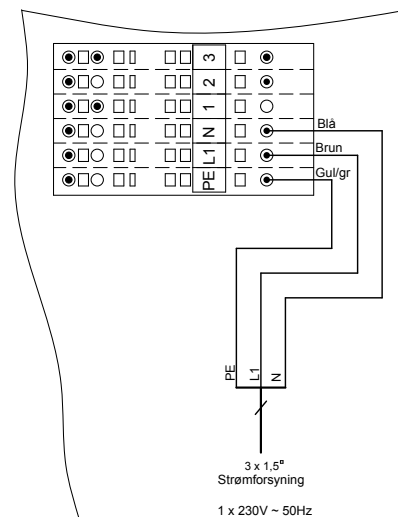 3
2
1
N
L1
PE
Blå
Brun
Gul/gr
PE
L1
N
3 x 1,5¤
Strømforsyning
1 x 230V ~ 50Hz